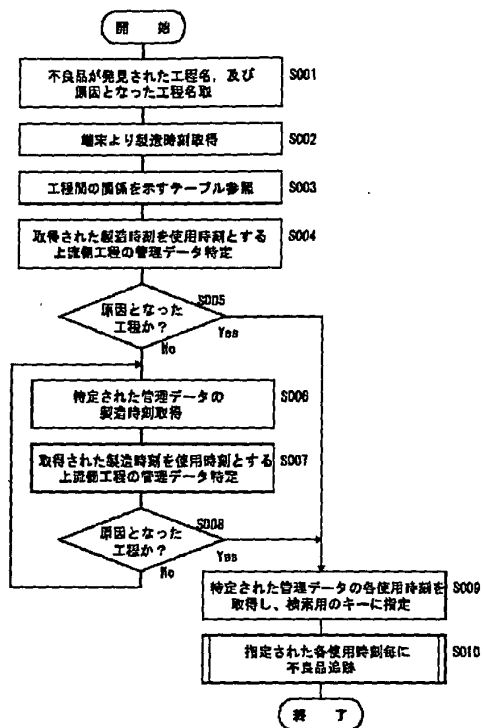 開 始
不良品が発見された工程名，及び
原因となった工程名取
S001
端末より製造時刻取得
S002
工程間の関係を示すテーブル参照
S003
取得された製造時刻を使用時刻とする
上流側工程の管理データ特定
S004
S005
原因となった
工程か？
Yes
No
特定された管理データの
製造時刻取得
S006
取得された製造時刻を使用時刻とする
上流側工程の管理データ特定
S007
S008
原因となった
工程か？
Yes
No
特定された管理データの各使用時刻を
取得し、検索用のキーに指定
S009
指定された各使用時刻毎に
不良品追跡
S010
終 了